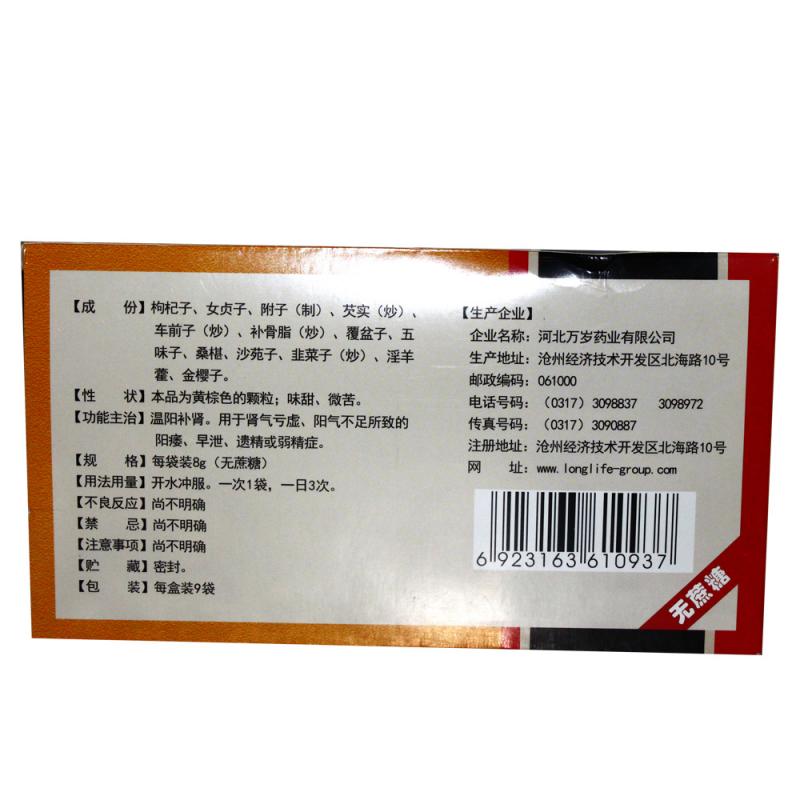 【成　份】枸杞子、女贞子、附子（制）、芡实（炒）、
车前子（炒）、补骨脂（炒）、覆盆子、五
味子、桑椹、沙苑子、韭菜子（炒）、淫羊
藿、金樱子。
【性　状】本品为黄棕色的颗粒；味甜、微苦。
【功能主治】温阳补肾。用于肾气亏虚、阳气不足所致的
阳痿、早泄、遗精或弱精症。
【规　格】每袋装8g（无蔗糖）
【用法用量】开水冲服。一次1袋，一日3次。
【不良反应】尚不明确
【禁　忌】尚不明确
【注意事项】尚不明确
【贮　藏】密封。
【包　装】每盒装9袋
【生产企业】
企业名称：河北万岁药业有限公司
生产地址：沧州经济技术开发区北海路10号
邮政编码：061000
电话号码：（0317）3098837　3098972
传真号码：（0317）3090887
注册地址：沧州经济技术开发区北海路10号
网　址：www.longlife-group.com
6 923163 610937
无蔗糖